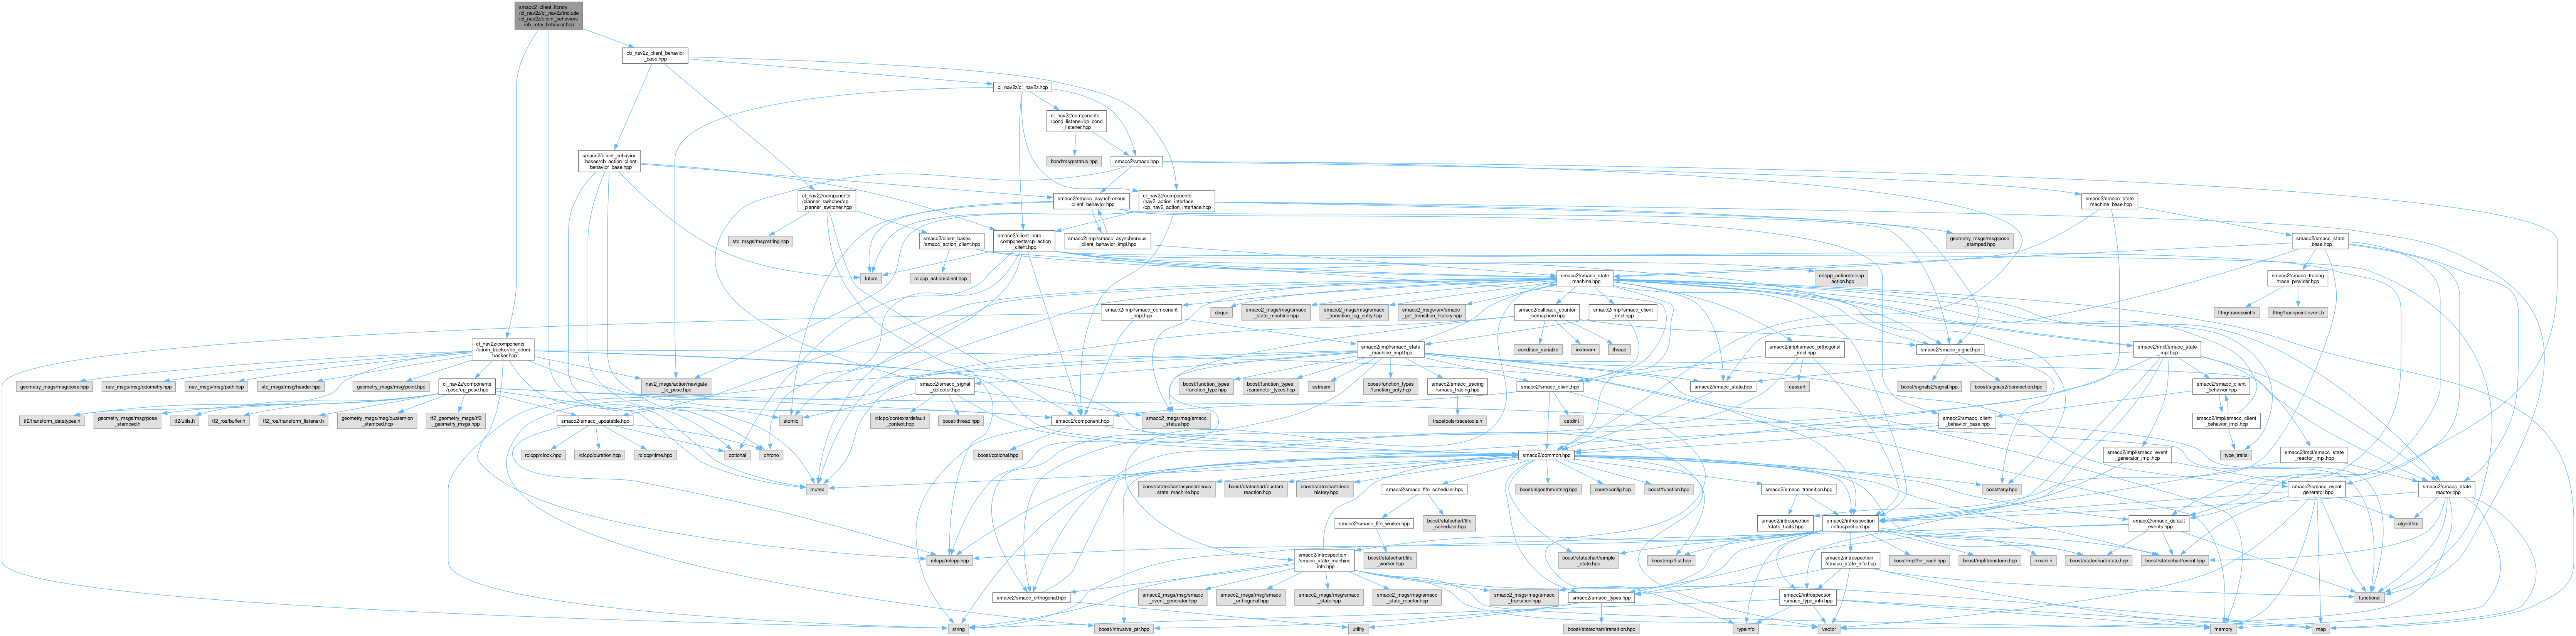 smacc2_client_library
/cl_nav2z/cl_nav2z/include
/cl_nav2z/client_behaviors
/cb_retry_behavior.hpp
cb_nav2z_client_behavior
_base.hpp
cl_nav2z/cl_nav2z.hpp
cl_nav2z/components
/bond_listener/cp_bond
_listener.hpp
smacc2/client_behavior
_bases/cb_action_client
_behavior_base.hpp
bond/msg/status.hpp
smacc2/smacc.hpp
cl_nav2z/components
/planner_switcher/cp
_planner_switcher.hpp
smacc2/smacc_asynchronous
_client_behavior.hpp
cl_nav2z/components
/nav2_action_interface
/cp_nav2_action_interface.hpp
smacc2/smacc_state
_machine_base.hpp
std_msgs/msg/string.hpp
smacc2/client_bases
/smacc_action_client.hpp
smacc2/client_core
_components/cp_action
_client.hpp
smacc2/impl/smacc_asynchronous
_client_behavior_impl.hpp
geometry_msgs/msg/pose
_stamped.hpp
smacc2/smacc_state
_base.hpp
future
rclcpp_action/client.hpp
smacc2/smacc_state
_machine.hpp
rclcpp_action/rclcpp
_action.hpp
smacc2/smacc_tracing
/trace_provider.hpp
smacc2/impl/smacc_component
_impl.hpp
deque
smacc2_msgs/msg/smacc
_state_machine.hpp
smacc2_msgs/msg/smacc
_transition_log_entry.hpp
smacc2_msgs/srv/smacc
_get_transition_history.hpp
smacc2/callback_counter
_semaphore.hpp
smacc2/impl/smacc_client
_impl.hpp
lttng/tracepoint.h
lttng/tracepoint-event.h
cl_nav2z/components
/odom_tracker/cp_odom
_tracker.hpp
smacc2/impl/smacc_state
_machine_impl.hpp
condition_variable
iostream
thread
smacc2/impl/smacc_orthogonal
_impl.hpp
smacc2/smacc_signal.hpp
smacc2/impl/smacc_state
_impl.hpp
geometry_msgs/msg/pose.hpp
nav_msgs/msg/odometry.hpp
nav_msgs/msg/path.hpp
std_msgs/msg/header.hpp
geometry_msgs/msg/point.hpp
cl_nav2z/components
/pose/cp_pose.hpp
nav2_msgs/action/navigate
_to_pose.hpp
smacc2/smacc_signal
_detector.hpp
boost/function_types
/function_type.hpp
boost/function_types
/parameter_types.hpp
sstream
boost/function_types
/function_arity.hpp
smacc2/smacc_tracing
/smacc_tracing.hpp
smacc2/smacc_client.hpp
smacc2/smacc_state.hpp
cassert
boost/signals2/signal.hpp
boost/signals2/connection.hpp
smacc2/smacc_client
_behavior.hpp
tf2/transform_datatypes.h
geometry_msgs/msg/pose
_stamped.h
tf2/utils.h
tf2_ros/buffer.h
tf2_ros/transform_listener.h
geometry_msgs/msg/quaternion
_stamped.hpp
tf2_geometry_msgs/tf2
_geometry_msgs.hpp
smacc2/smacc_updatable.hpp
atomic
rclcpp/contexts/default
_context.hpp
boost/thread.hpp
smacc2/component.hpp
smacc2_msgs/msg/smacc
_status.hpp
tracetools/tracetools.h
cstdint
smacc2/smacc_client
_behavior_base.hpp
smacc2/impl/smacc_client
_behavior_impl.hpp
rclcpp/clock.hpp
rclcpp/duration.hpp
rclcpp/time.hpp
optional
chrono
boost/optional.hpp
smacc2/common.hpp
smacc2/impl/smacc_event
_generator_impl.hpp
type_traits
smacc2/impl/smacc_state
_reactor_impl.hpp
mutex
boost/statechart/asynchronous
_state_machine.hpp
boost/statechart/custom
_reaction.hpp
boost/statechart/deep
_history.hpp
smacc2/smacc_fifo_scheduler.hpp
boost/algorithm/string.hpp
boost/config.hpp
boost/function.hpp
smacc2/smacc_transition.hpp
boost/any.hpp
smacc2/smacc_event
_generator.hpp
smacc2/smacc_state
_reactor.hpp
smacc2/smacc_fifo_worker.hpp
boost/statechart/fifo
_scheduler.hpp
smacc2/introspection
/state_traits.hpp
smacc2/introspection
/introspection.hpp
smacc2/smacc_default
_events.hpp
algorithm
rclcpp/rclcpp.hpp
smacc2/introspection
/smacc_state_machine
_info.hpp
boost/statechart/fifo
_worker.hpp
boost/statechart/simple
_state.hpp
boost/mpl/list.hpp
smacc2/introspection
/smacc_state_info.hpp
boost/mpl/for_each.hpp
boost/mpl/transform.hpp
cxxabi.h
boost/statechart/state.hpp
boost/statechart/event.hpp
smacc2/smacc_orthogonal.hpp
smacc2_msgs/msg/smacc
_event_generator.hpp
smacc2_msgs/msg/smacc
_orthogonal.hpp
smacc2_msgs/msg/smacc
_state.hpp
smacc2_msgs/msg/smacc
_state_reactor.hpp
smacc2_msgs/msg/smacc
_transition.hpp
smacc2/smacc_types.hpp
smacc2/introspection
/smacc_type_info.hpp
functional
string
boost/intrusive_ptr.hpp
utility
boost/statechart/transition.hpp
typeinfo
vector
memory
map